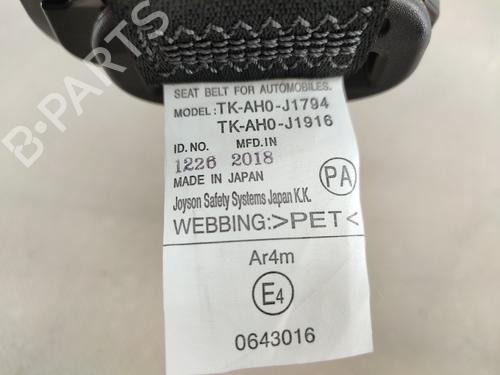 B-PARTS
SEAT BELT FOR AUTOMOBILES.
MODEL: TK-AH0-J1794
TK-AH0-J1916
ID.NO. MFD.IN
1226 2018
MADE IN JAPAN
PA
Joyson Safety Systems Japan K.K.
WEBBING:>PET<
Ar4m
E4
0643016